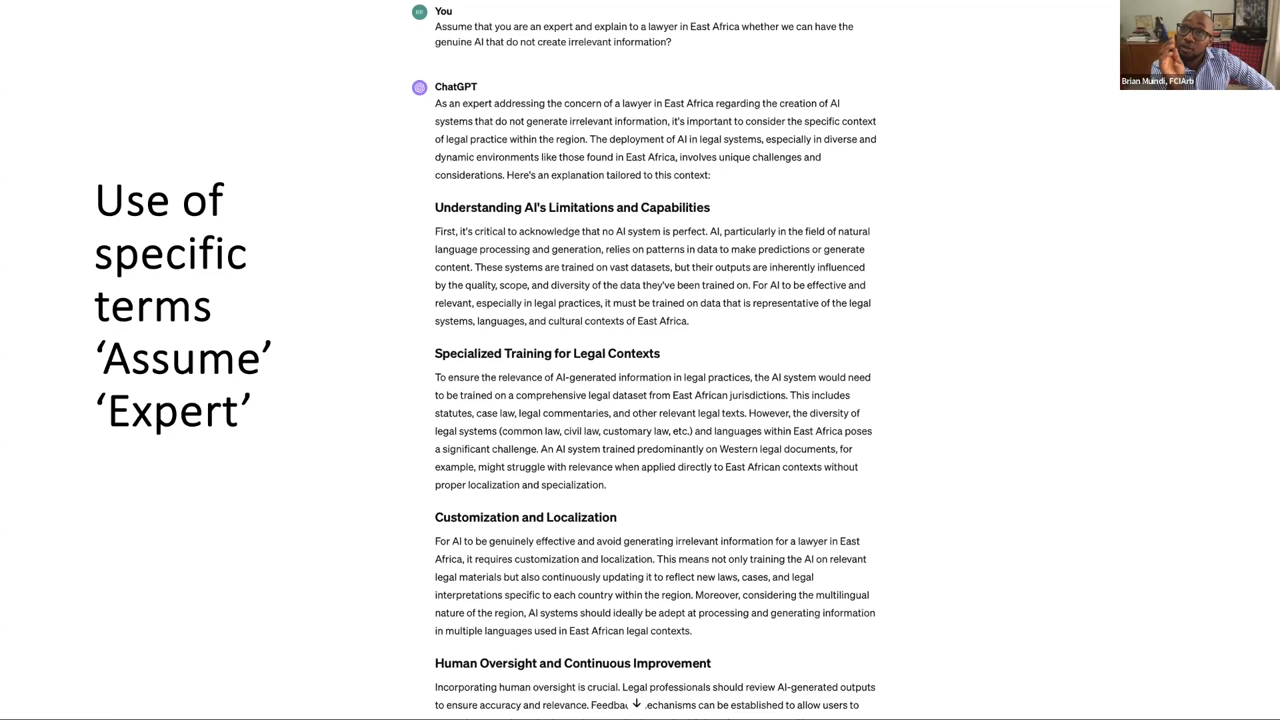 You
Assume that you are an expert and explain to a lawyer in East Africa whether we can have the
genuine AI that do not create irrelevant information?
Brian Mundi, FCIArb
ChatGPT
As an expert addressing the concern of a lawyer in East Africa regarding the creation of AI
systems that do not generate irrelevant information, it's important to consider the specific context
of legal practice within the region. The deployment of AI in legal systems, especially in diverse and
dynamic environments like those found in East Africa, involves unique challenges and
considerations. Here's an explanation tailored to this context:
Use of
specific
terms
‘Assume’
‘Expert’
Understanding AI's Limitations and Capabilities
First, it's critical to acknowledge that no AI system is perfect. AI, particularly in the field of natural
language processing and generation, relies on patterns in data to make predictions or generate
content. These systems are trained on vast datasets, but their outputs are inherently influenced
by the quality, scope, and diversity of the data they've been trained on. For AI to be effective and
relevant, especially in legal practices, it must be trained on data that is representative of the legal
systems, languages, and cultural contexts of East Africa.
Specialized Training for Legal Contexts
To ensure the relevance of AI-generated information in legal practices, the AI system would need
to be trained on a comprehensive legal dataset from East African jurisdictions. This includes
statutes, case law, legal commentaries, and other relevant legal texts. However, the diversity of
legal systems (common law, civil law, customary law, etc.) and languages within East Africa poses
a significant challenge. An AI system trained predominantly on Western legal documents, for
example, might struggle with relevance when applied directly to East African contexts without
proper localization and specialization.
Customization and Localization
For AI to be genuinely effective and avoid generating irrelevant information for a lawyer in East
Africa, it requires customization and localization. This means not only training the AI on relevant
legal materials but also continuously updating it to reflect new laws, cases, and legal
interpretations specific to each country within the region. Moreover, considering the multilingual
nature of the region, AI systems should ideally be adept at processing and generating information
in multiple languages used in East African legal contexts.
Human Oversight and Continuous Improvement
Incorporating human oversight is crucial. Legal professionals should review AI-generated outputs
to ensure accuracy and relevance. Feedba echanisms can be established to allow users to